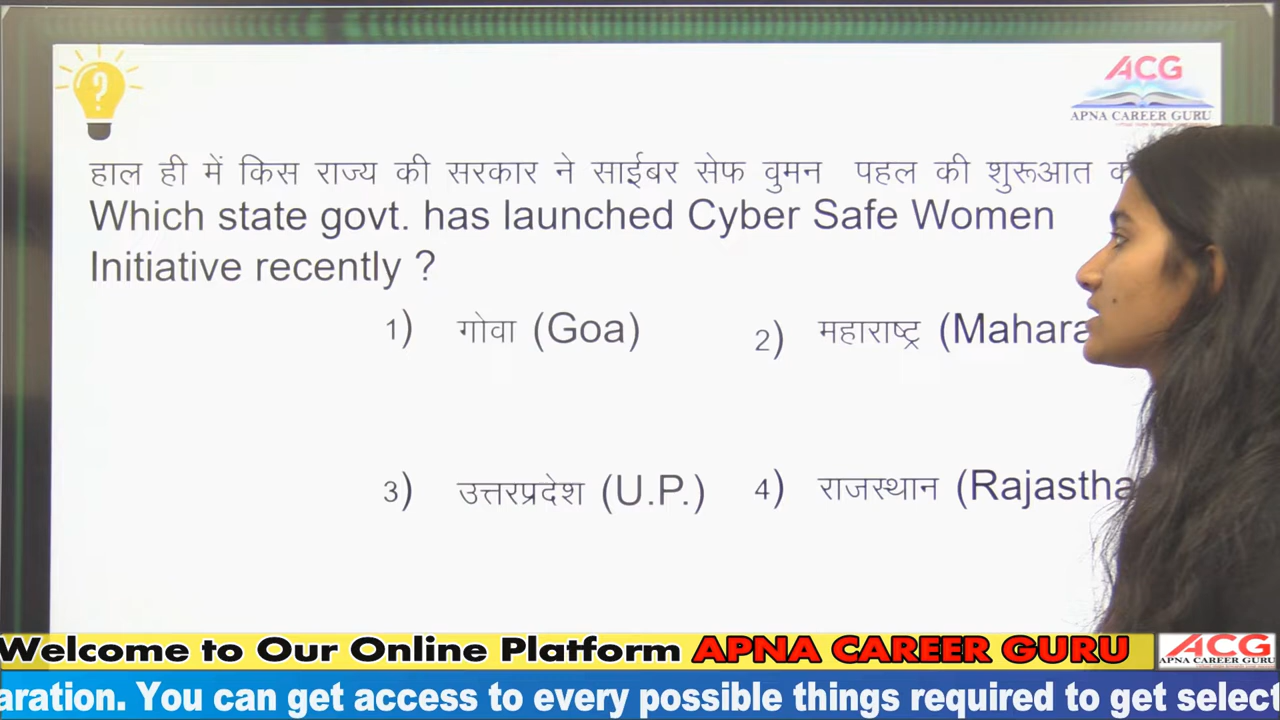 ACG
APNA CAREER GURU
हाल ही में किस राज्य की सरकार ने साईबर सेफ वुमन पहल की शुरूआत
Which state govt. has launched Cyber Safe Women
Initiative recently ?
1) गोवा (Goa)
2) महाराष्ट्र (Mahara
3) उत्तरप्रदेश (U.P.)
4) राजस्थान (Rajastha
Welcome to Our Online Platform APNA CAREER GURU
ACG
APNA CAREER GURU
aration. You can get access to every possible things required to get select